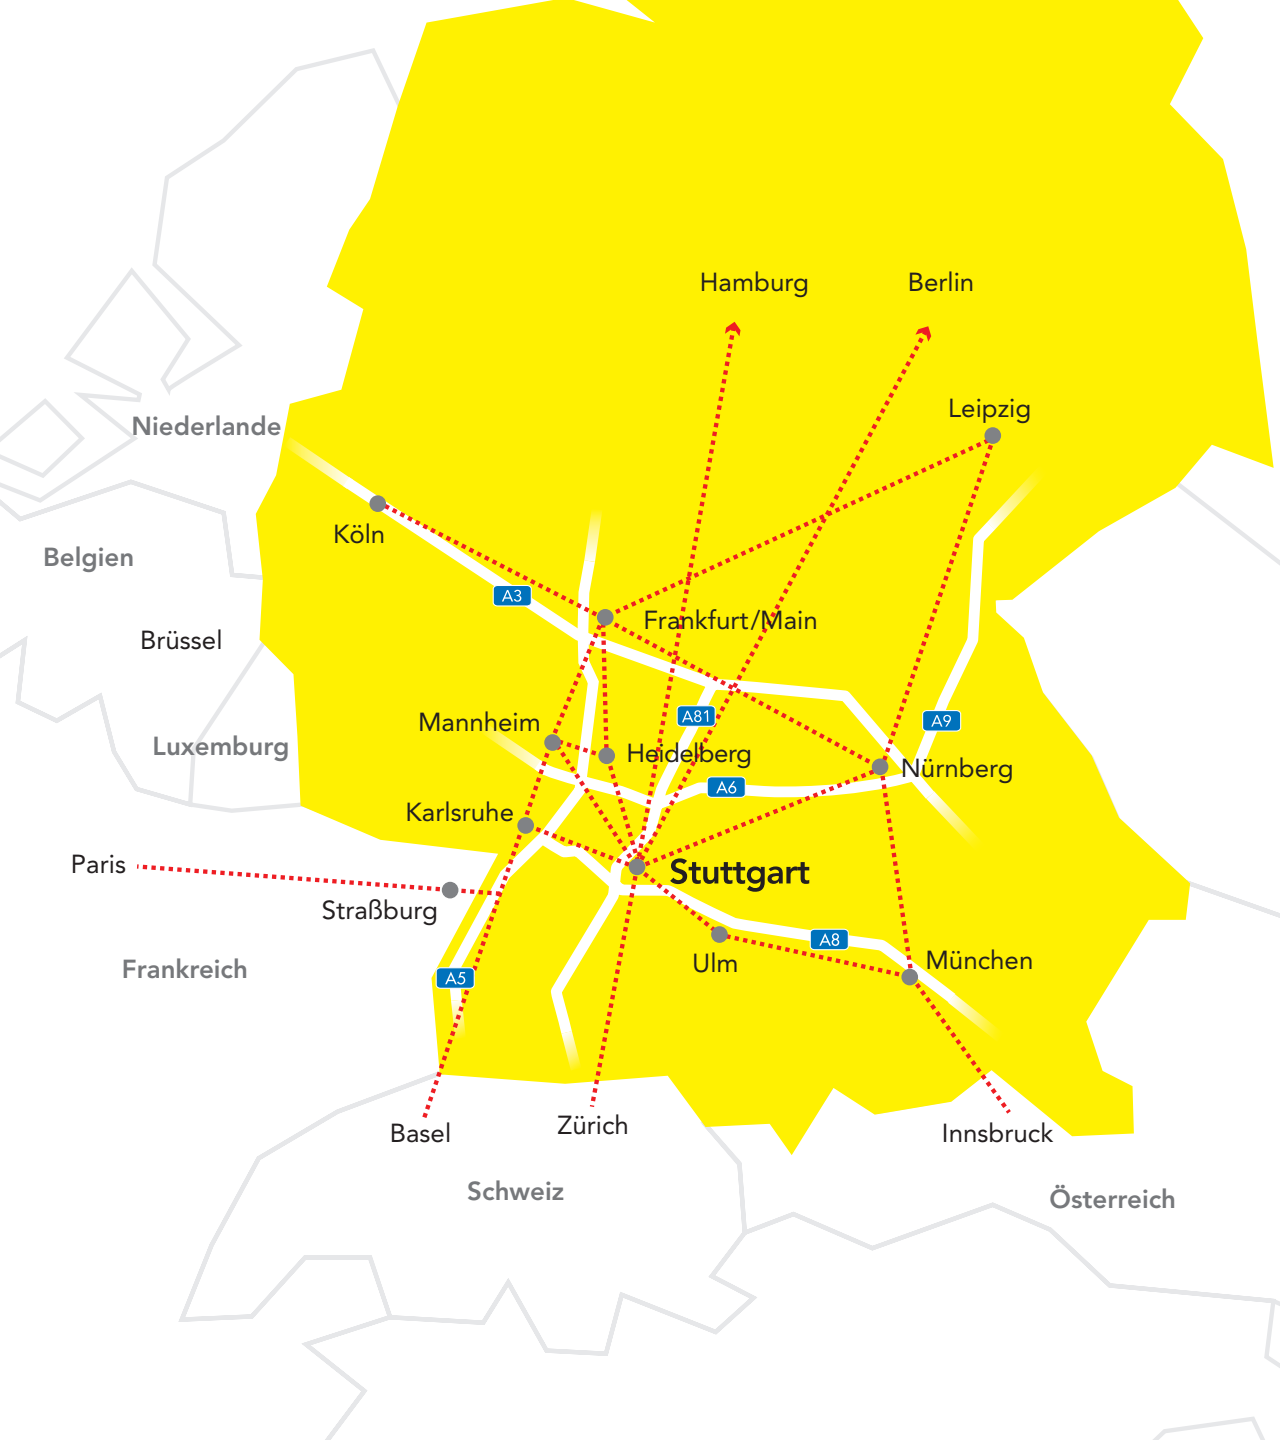 Hamburg
Berlin
Leipzig
Niederlande
Köln
Belgien
A3
Frankfurt/Main
Brüssel
A81
A9
Mannheim
Luxemburg
Heidelberg
Nürnberg
A6
Karlsruhe
Paris
Stuttgart
Straßburg
A8
Ulm
München
Frankreich
A5
Basel
Zürich
Innsbruck
Schweiz
Österreich